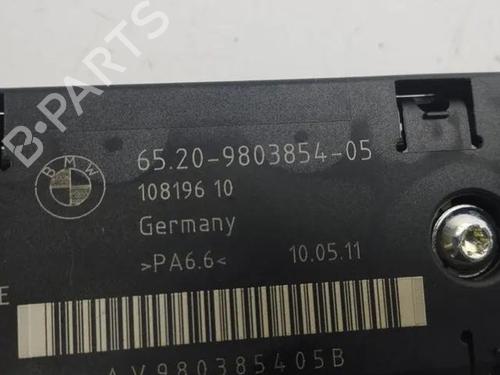 B-PARTS
BMW
65.20-9803854-05
108196 10
Germany
>PA6.6< 10.05.11
E
AV980385405B